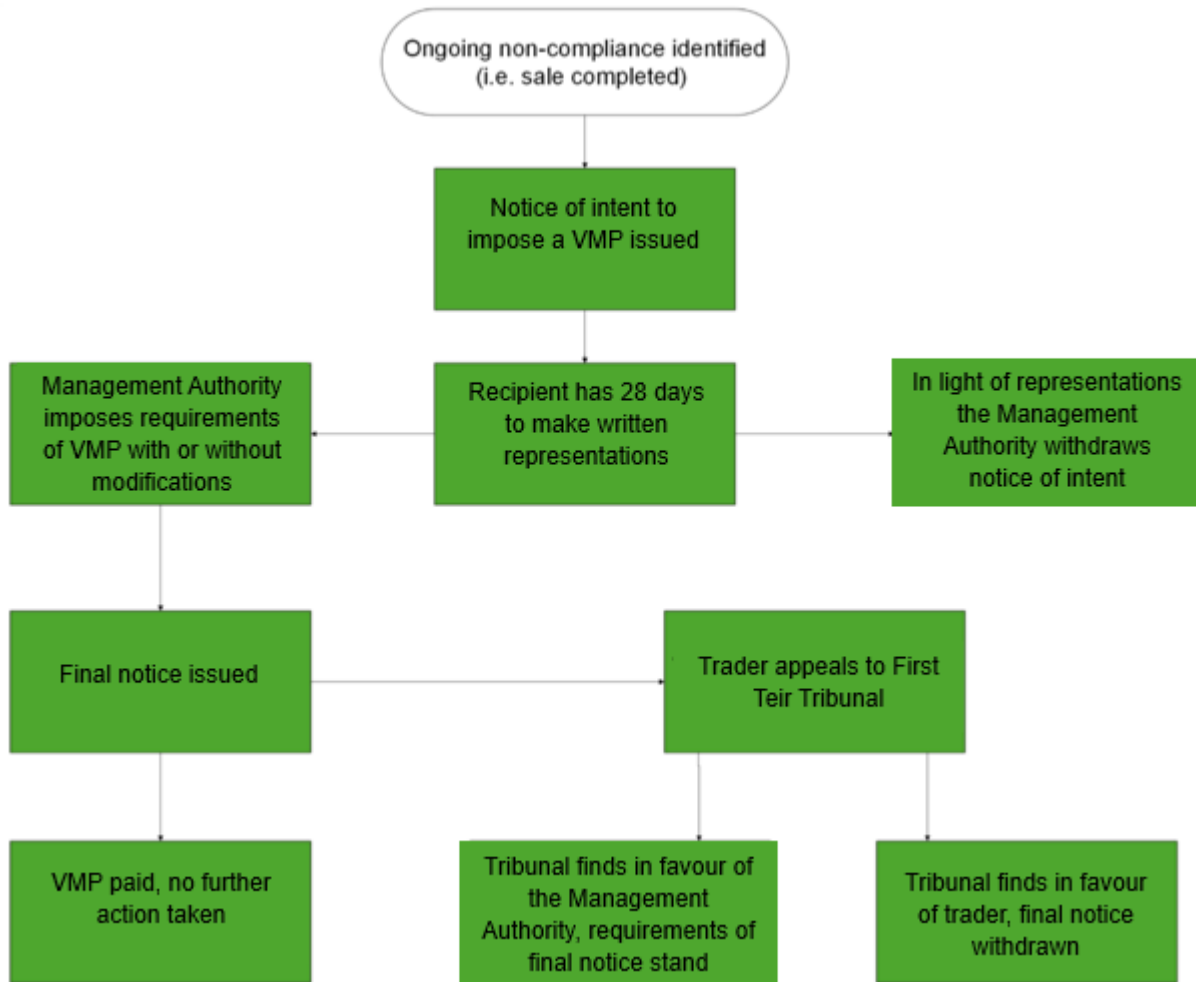 Ongoing non-compliance identified
(i.e. sale completed)
Notice of intent to
impose a VMP issued
Management Authority
imposes requirements
of VMP with or without
modifications
Recipient has 28 days
to make written
representations
In light of representations
the Management
Authority withdraws
notice of intent
Final notice issued
Trader appeals to First
Teir Tribunal
VMP paid, no further
action taken
Tribunal finds in favour of
the Management
Authority, requirements of
final notice stand
Tribunal finds in favour
of trader, final notice
withdrawn